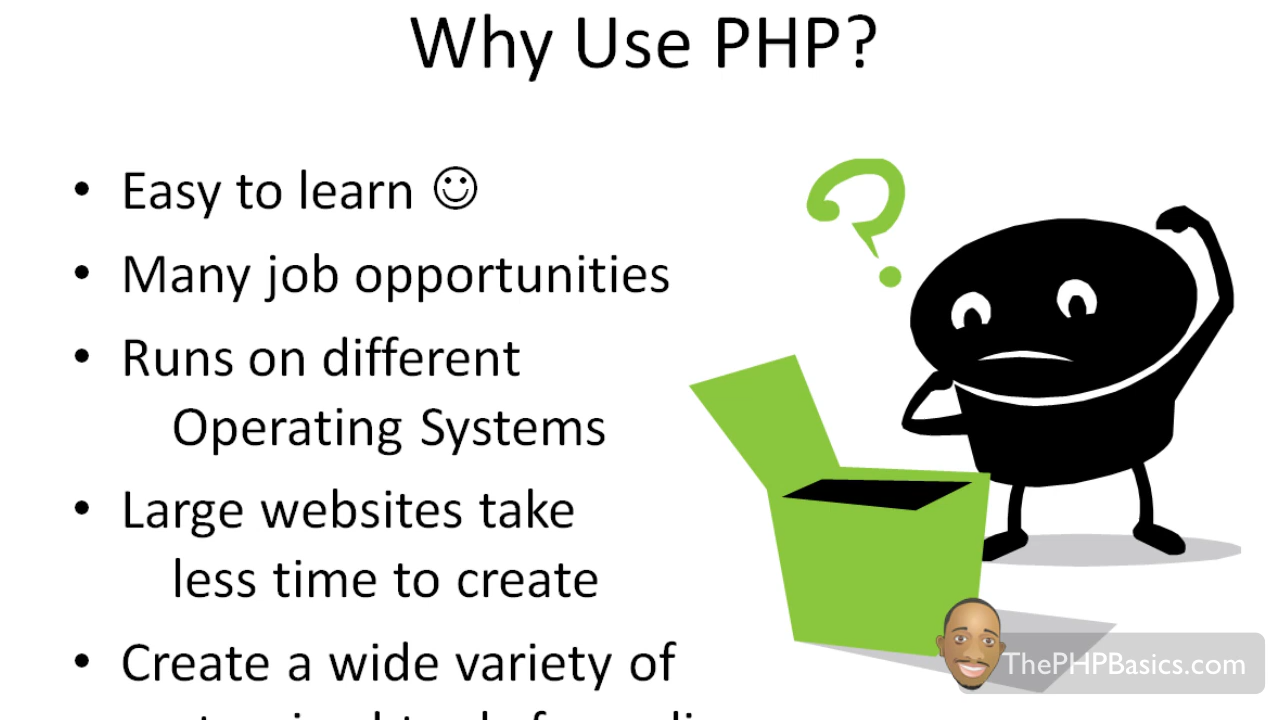 Why Use PHP?
• Easy to learn ☺
• Many job opportunities
• Runs on different
Operating Systems
• Large websites take
less time to create
• Create a wide variety of
?
ThePHPBasics.com